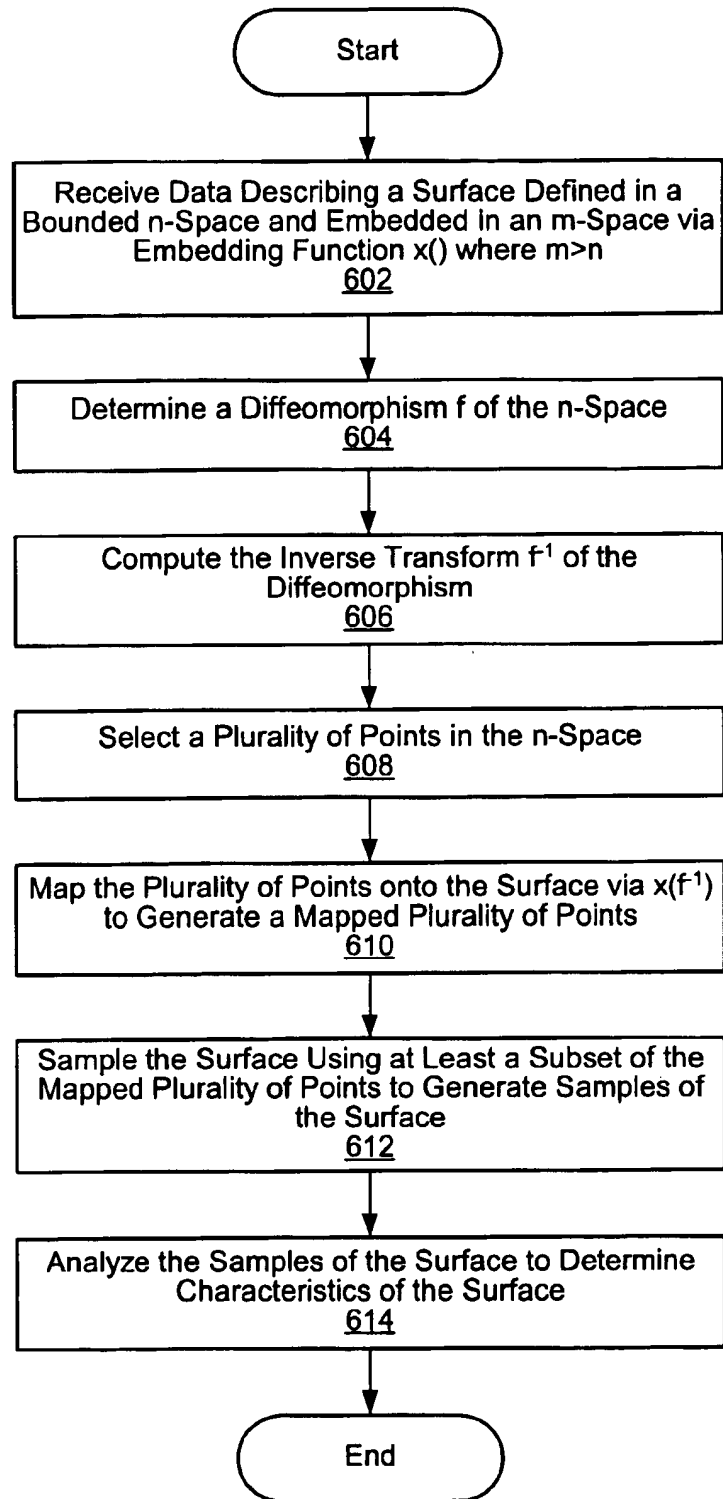 Start
Receive Data Describing a Surface Defined in a
Bounded n-Space and Embedded in an m-Space via
Embedding Function x() where m>n
602
Determine a Diffeomorphism f of the n-Space
604
Compute the Inverse Transform f⁻¹ of the
Diffeomorphism
606
Select a Plurality of Points in the n-Space
608
Map the Plurality of Points onto the Surface via x(f⁻¹)
to Generate a Mapped Plurality of Points
610
Sample the Surface Using at Least a Subset of the
Mapped Plurality of Points to Generate Samples of
the Surface
612
Analyze the Samples of the Surface to Determine
Characteristics of the Surface
614
End